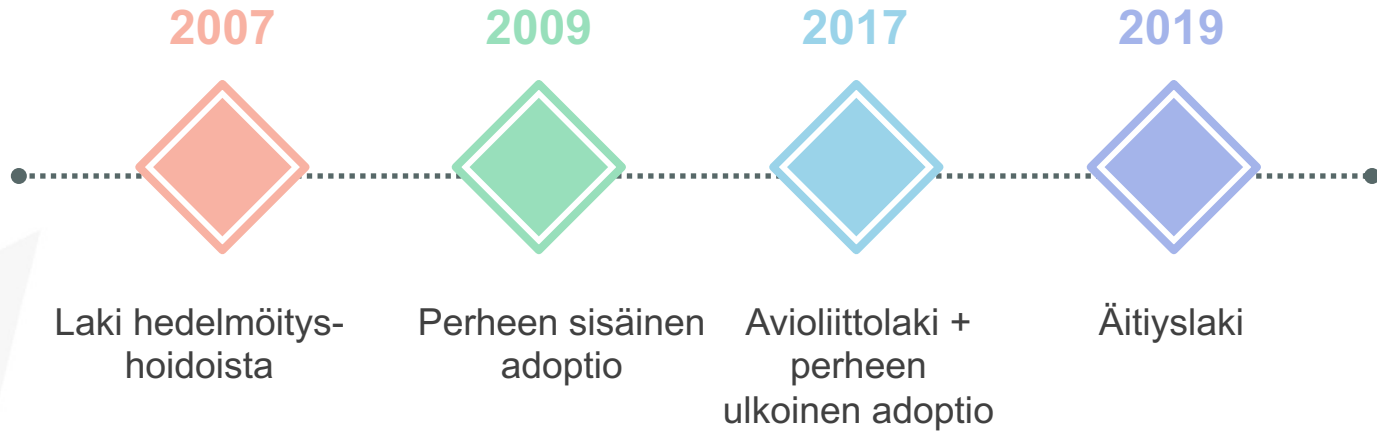 2007
2009
2017
2019
Laki hedelmöitys-
hoidoista
Perheen sisäinen
adoptio
Avioliittolaki +
perheen
ulkoinen adoptio
Äitiyslaki